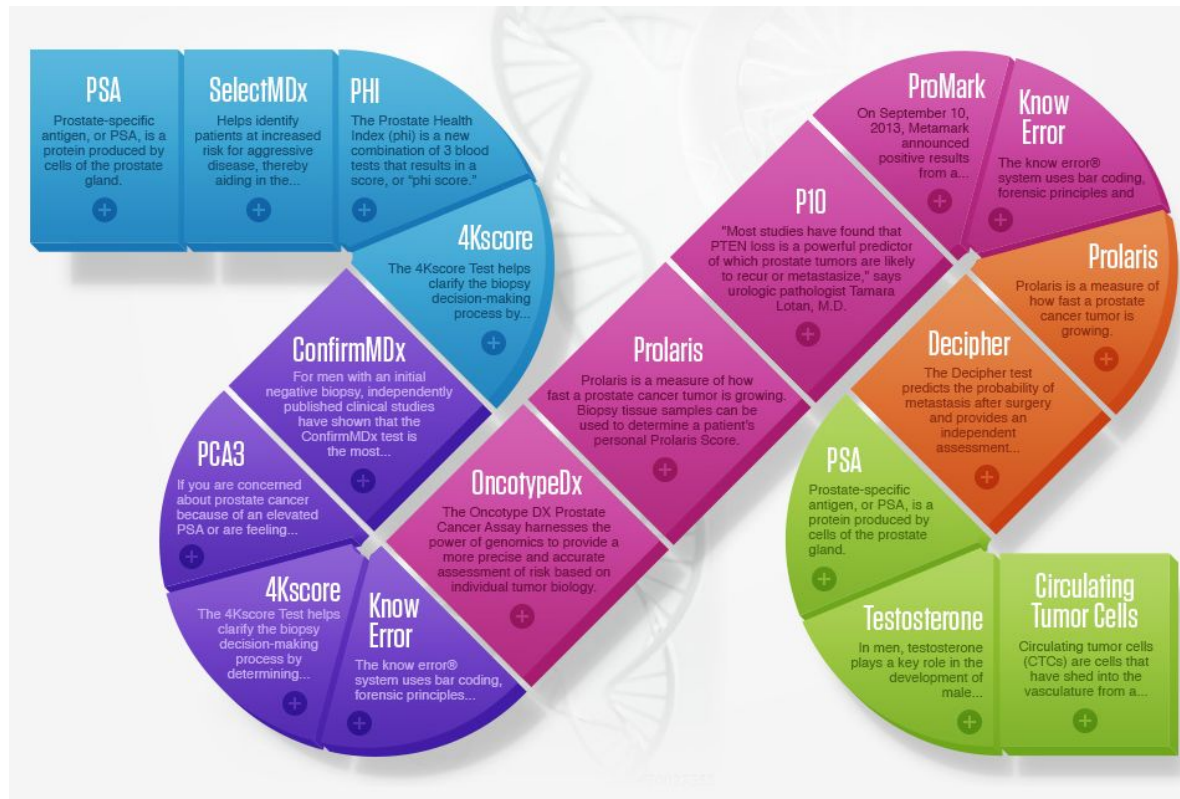 PSA
Prostate-specific
antigen, or PSA, is a
protein produced by
cells of the prostate
gland.
SelectMDx
Helps identify
patients at increased
risk for aggressive
disease, thereby
aiding in the...
PHI
The Prostate Health
Index (phi) is a new
combination of 3 blood
tests that results in a
score, or "phi score."
4Kscore
The 4Kscore Test helps
clarify the biopsy
decision-making
process by...
ConfirmMDx
For men with an initial
negative biopsy, independently
published clinical studies
have shown that the
ConfirmMDx test is
the most...
PCA3
If you are concerned
about prostate cancer
because of an elevated
PSA or are feeling...
4Kscore
The 4Kscore Test helps
clarify the biopsy
decision-making
process by
determining...
Know
Error
The know error®
system uses bar coding,
forensic principles...
OncotypeDx
The Oncotype DX Prostate
Cancer Assay harnesses the
power of genomics to provide a
more precise and accurate
assessment of risk based on
individual tumor biology.
Prolaris
Prolaris is a measure of how
fast a prostate cancer tumor is growing.
Biopsy tissue samples can be
used to determine a patient's
personal Prolaris Score.
P10
"Most studies have found that
PTEN loss is a powerful predictor
of which prostate tumors are likely
to recur or metastasize," says
urologic pathologist Tamara
Lotan, M.D.
ProMark
On September 10,
2013, Metamark
announced
positive results
from a...
Know
Error
The know error®
system uses bar coding,
forensic principles and
Prolaris
Prolaris is a measure of
how fast a prostate
cancer tumor is
growing.
Decipher
The Decipher test
predicts the probability of
metastasis after surgery
and provides an
independent
assessment...
PSA
Prostate-specific
antigen, or PSA, is a
protein produced by
cells of the prostate
gland.
Testosterone
In men, testosterone
plays a key role in the
development of
male...
Circulating
Tumor Cells
Circulating tumor cells
(CTCs) are cells that
have shed into the
vasculature from a...